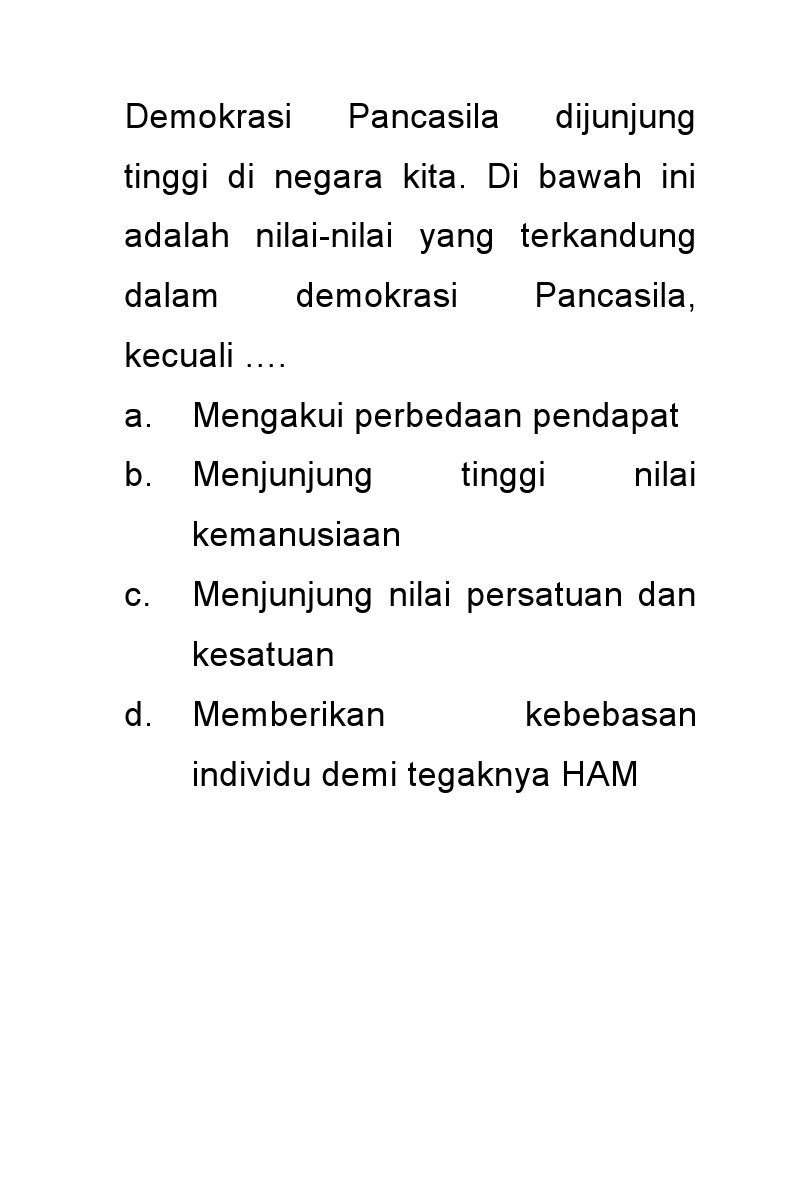 Demokrasi Pancasila dijunjung
tinggi di negara kita. Di bawah ini
adalah nilai-nilai yang terkandung
dalam demokrasi Pancasila,
kecuali ….
a. Mengakui perbedaan pendapat
b. Menjunjung tinggi nilai
kemanusiaan
c. Menjunjung nilai persatuan dan
kesatuan
d. Memberikan kebebasan
individu demi tegaknya HAM